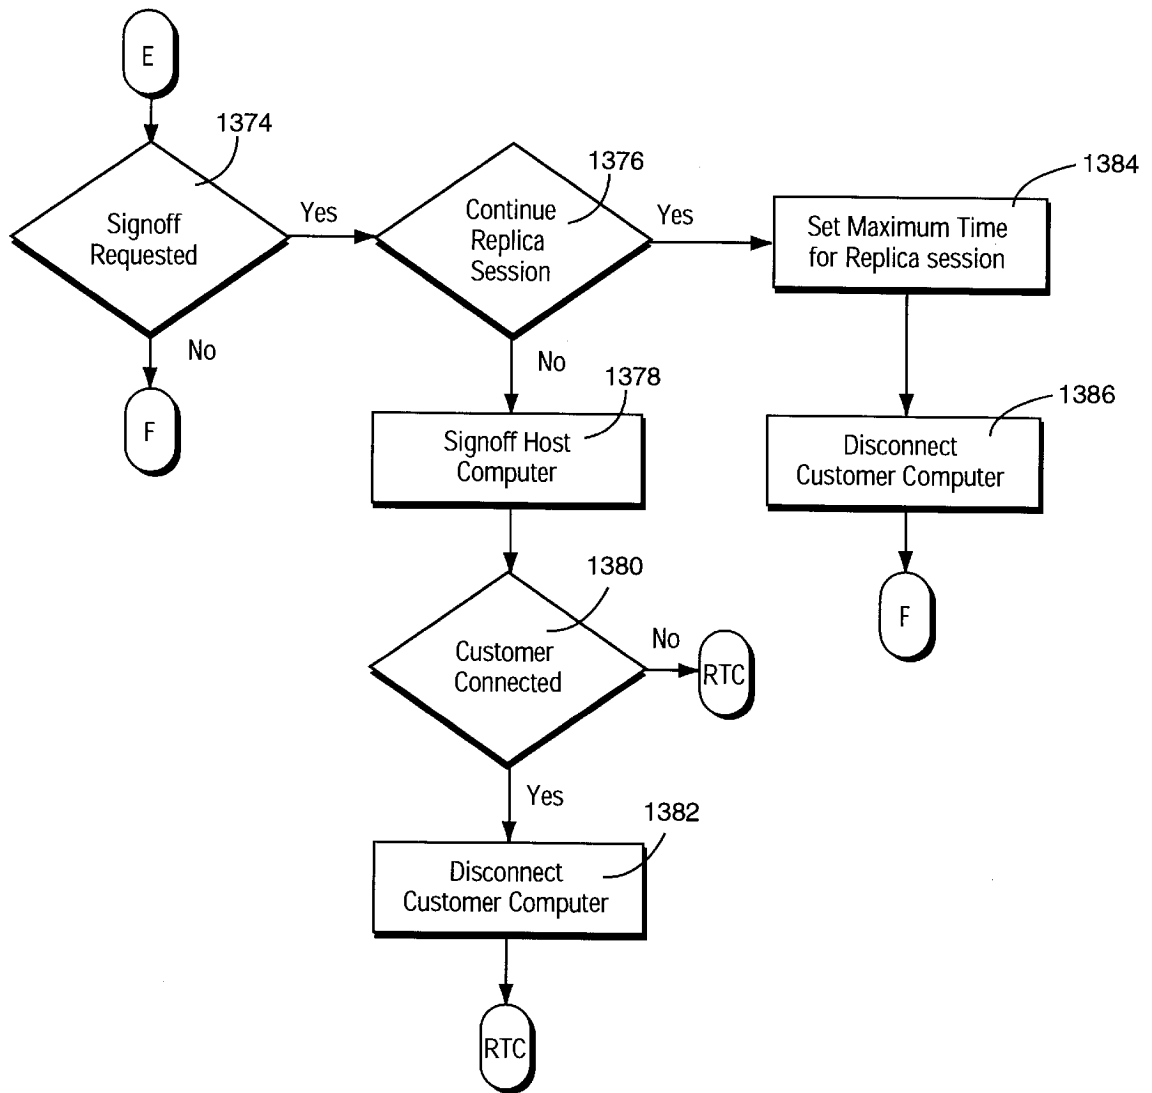 E
1374
Signoff
Requested
Yes
No
F
1376
Continue
Replica
Session
Yes
No
1384
Set Maximum Time
for Replica session
1386
Disconnect
Customer Computer
F
1378
Signoff Host
Computer
1380
Customer
Connected
No
RTC
Yes
1382
Disconnect
Customer Computer
RTC